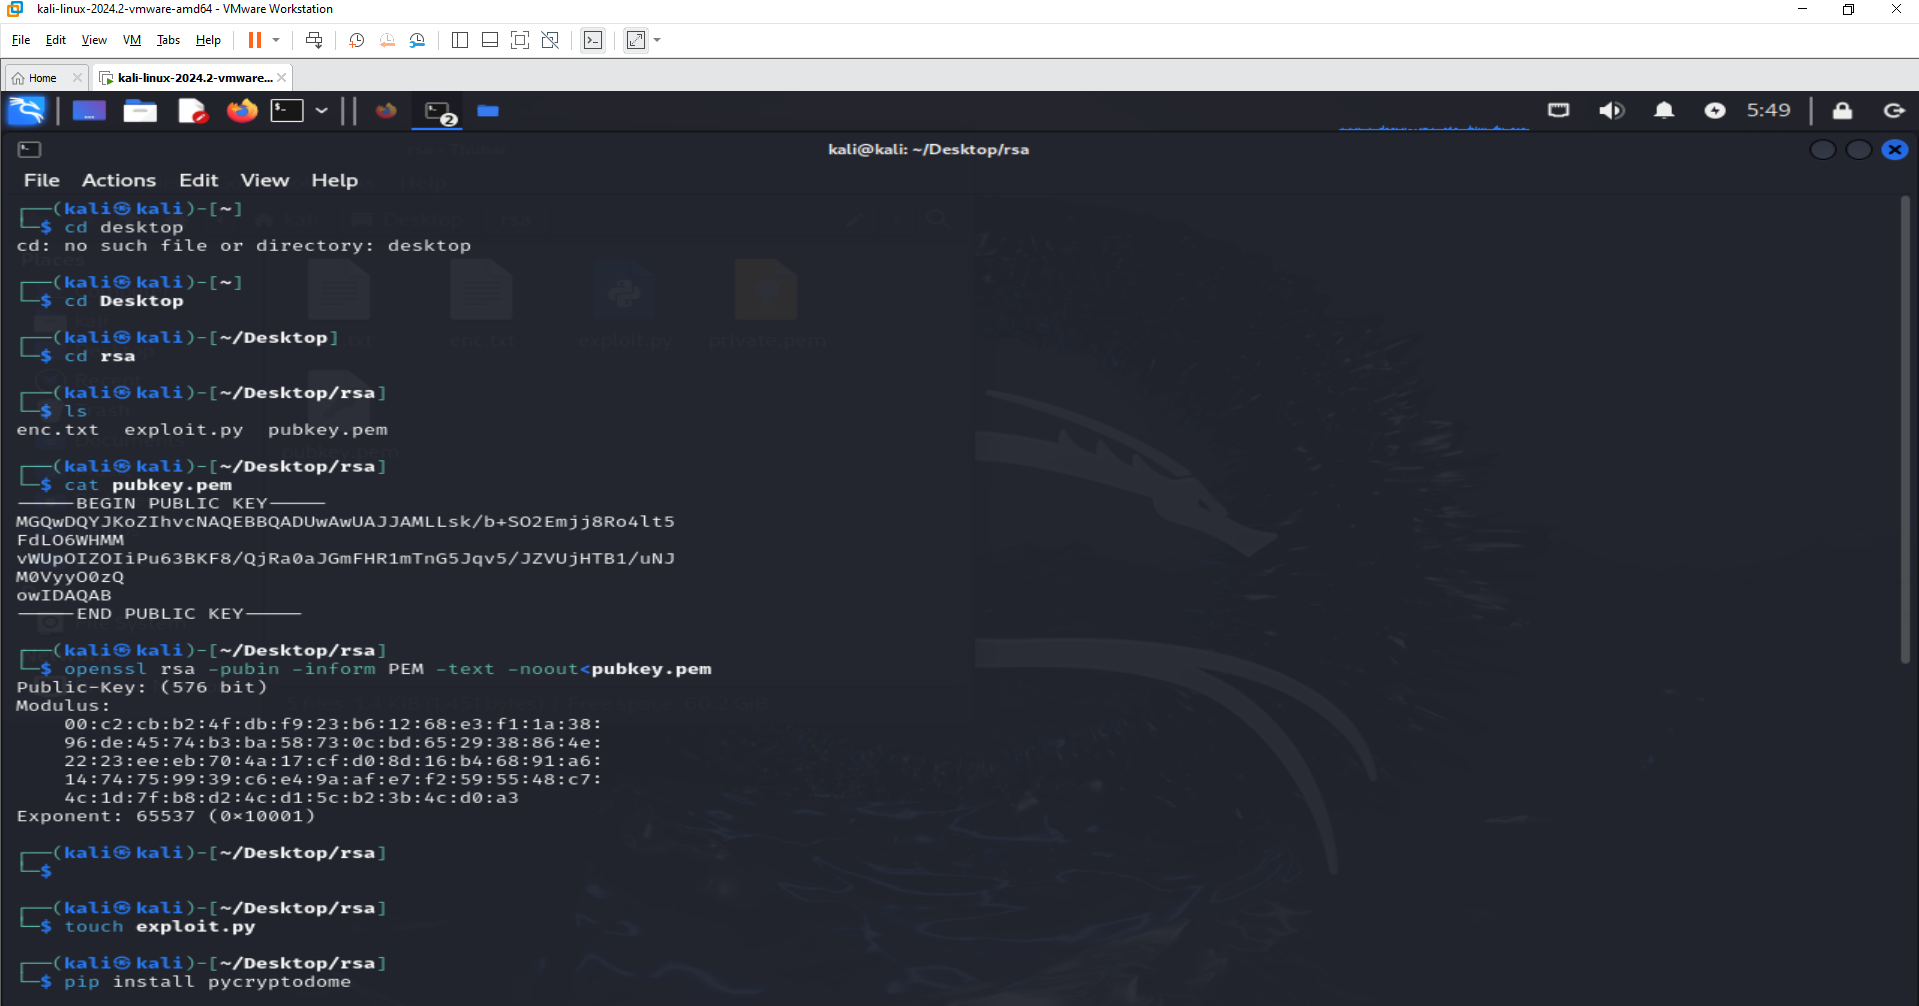 kali-linux-2024.2-vmware-amd64 - VMware Workstation
File Edit View VM Tabs Help
Home kali-linux-2024.2-vmware...
2 5:49
kali@kali: ~/Desktop/rsa
File Actions Edit View Help
┌──(kali㉿kali)-[~]
└─$ cd desktop
cd: no such file or directory: desktop
┌──(kali㉿kali)-[~]
└─$ cd Desktop
┌──(kali㉿kali)-[~/Desktop]
└─$ cd rsa
┌──(kali㉿kali)-[~/Desktop/rsa]
└─$ ls
enc.txt exploit.py pubkey.pem
┌──(kali㉿kali)-[~/Desktop/rsa]
└─$ cat pubkey.pem
-----BEGIN PUBLIC KEY-----
MGQwDQYJKoZIhvcNAQEBBQADUwAwUAJJAMLLsk/b+SO2Emjj8Ro4lt5
FdLO6WHMM
vWUpOIZOIiPu63BKF8/QjRa0aJGmFHR1mTnG5Jqv5/JZVUjHTB1/uNJ
M0VyyO0zQ
owIDAQAB
-----END PUBLIC KEY-----
┌──(kali㉿kali)-[~/Desktop/rsa]
└─$ openssl rsa -pubin -inform PEM -text -noout<pubkey.pem
Public-Key: (576 bit)
Modulus:
00:c2:cb:b2:4f:db:f9:23:b6:12:68:e3:f1:1a:38:
96:de:45:74:b3:ba:58:73:0c:bd:65:29:38:86:4e:
22:23:ee:eb:70:4a:17:cf:d0:8d:16:b4:68:91:a6:
14:74:75:99:39:c6:e4:9a:af:e7:f2:59:55:48:c7:
4c:1d:7f:b8:d2:4c:d1:5c:b2:3b:4c:d0:a3
Exponent: 65537 (0×10001)
┌──(kali㉿kali)-[~/Desktop/rsa]
└─$
┌──(kali㉿kali)-[~/Desktop/rsa]
└─$ touch exploit.py
┌──(kali㉿kali)-[~/Desktop/rsa]
└─$ pip install pycryptodome